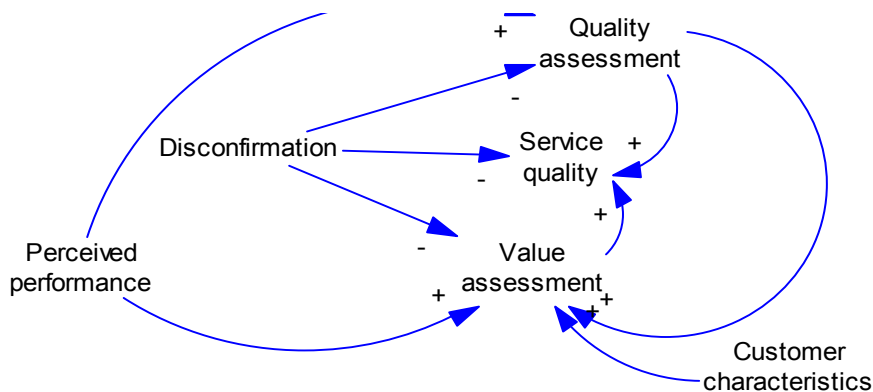 +
Quality
assessment
-
Disconfirmation
Service
quality
+
-
+
Perceived
performance
-
Value
assessment
+
+
+
Customer
characteristics